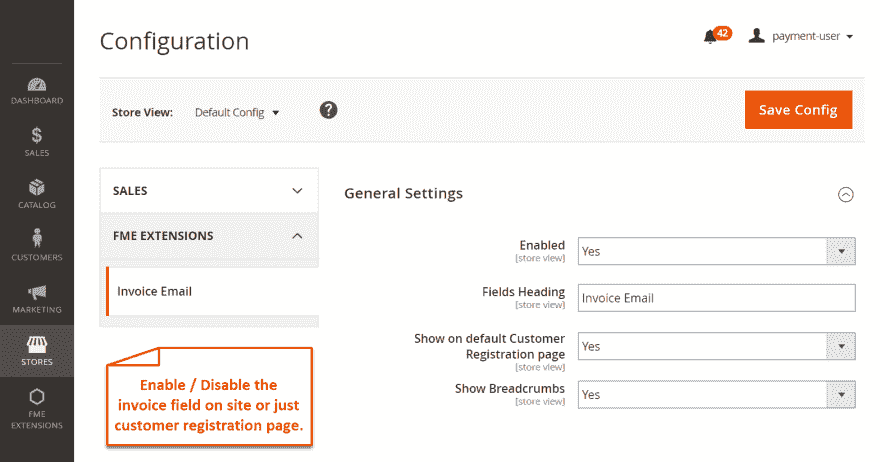 Configuration
42
payment-user
DASHBOARD
SALES
CATALOG
CUSTOMERS
MARKETING
STORES
FME
EXTENSIONS
Store View: Default Config ?
Save Config
SALES
FME EXTENSIONS
Invoice Email
Enable / Disable the
invoice field on site or just
customer registration page.
General Settings
Enabled Yes
[store view]
Fields Heading Invoice Email
[store view]
Show on default Customer Yes
Registration page
[store view]
Show Breadcrumbs Yes
[store view]